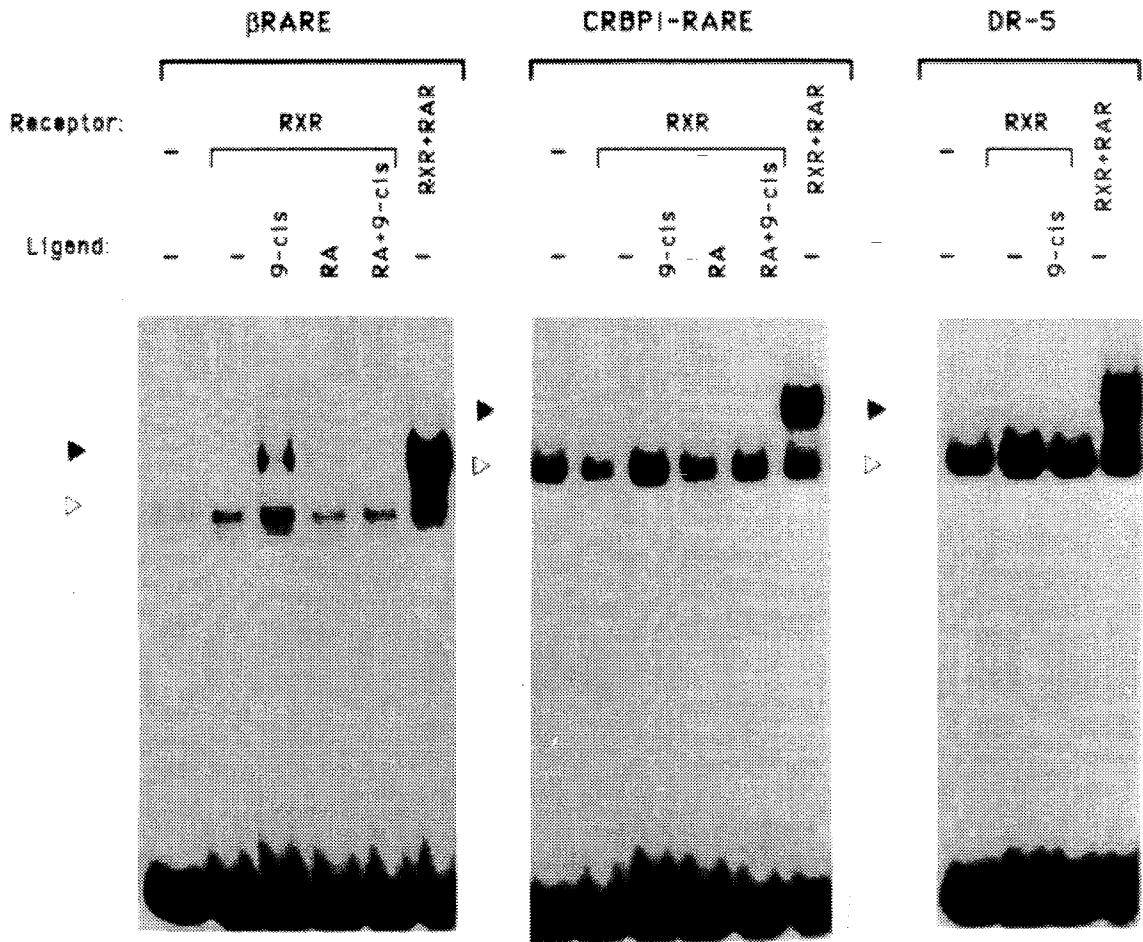 βRARE CRBPI-RARE DR-5
Receptor: - RXR RXR+RAR - RXR RXR+RAR - RXR RXR+RAR
Ligand: - - 9-cis RA RA+9-cis - - - 9-cis RA RA+9-cis - - - 9-cis -